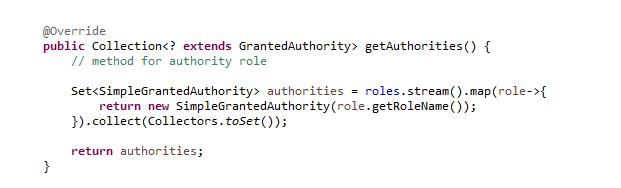 @Override
public Collection<? extends GrantedAuthority> getAuthorities() {
// method for authority role
Set<SimpleGrantedAuthority> authorities = roles.stream().map(role->{
return new SimpleGrantedAuthority(role.getRoleName());
}).collect(Collectors.toSet());
return authorities;
}